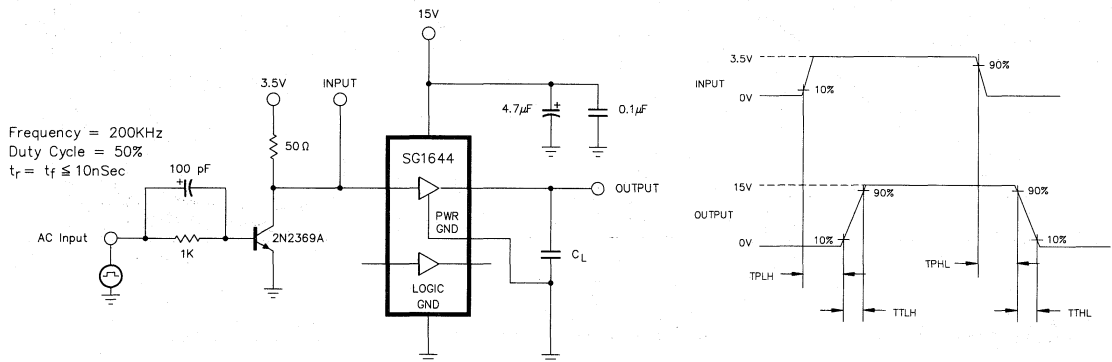 15V
3.5V
INPUT
4.7µF
+
0.1µF
Frequency = 200KHz
Duty Cycle = 50%
tr = tf ≦ 10nSec
50 Ω
SG1644
100 pF
+
OUTPUT
AC Input
1K
2N2369A
PWR
GND
CL
LOGIC
GND
3.5V
INPUT
0V
10%
90%
15V
OUTPUT
0V
90%
10%
90%
10%
TPLH
TPHL
TTLH
TTHL